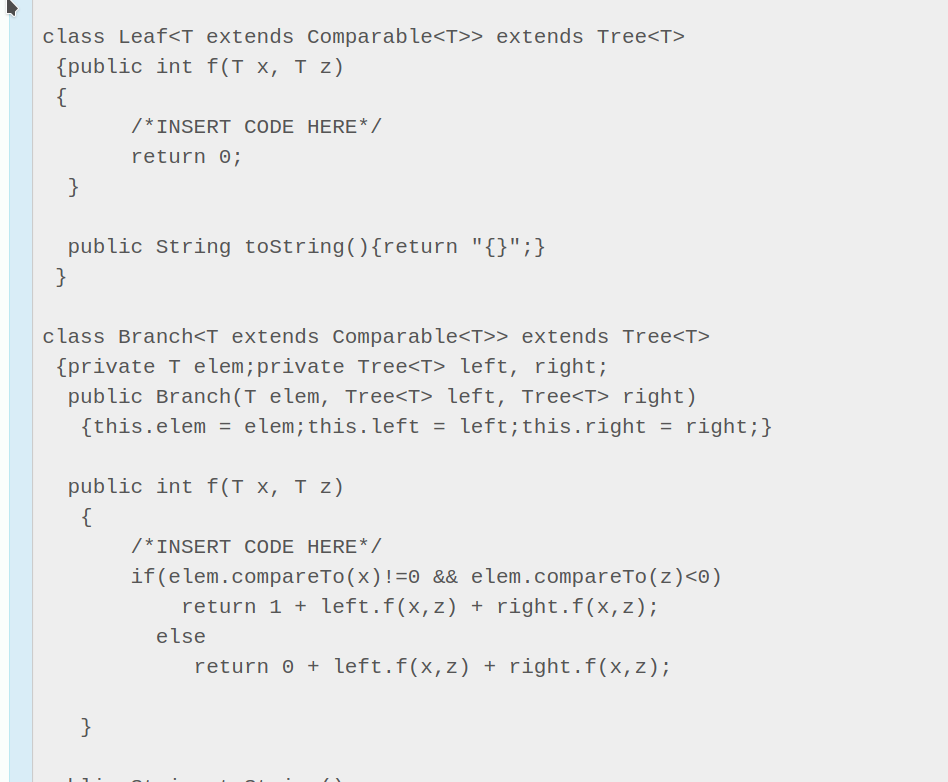 class Leaf<T extends Comparable<T>> extends Tree<T>
{public int f(T x, T z)
{
/*INSERT CODE HERE*/
return 0;
}
public String toString(){return "{}";}
}
class Branch<T extends Comparable<T>> extends Tree<T>
{private T elem;private Tree<T> left, right;
public Branch(T elem, Tree<T> left, Tree<T> right)
{this.elem = elem;this.left = left;this.right = right;}
public int f(T x, T z)
{
/*INSERT CODE HERE*/
if(elem.compareTo(x)!=0 && elem.compareTo(z)<0)
return 1 + left.f(x,z) + right.f(x,z);
else
return 0 + left.f(x,z) + right.f(x,z);
}